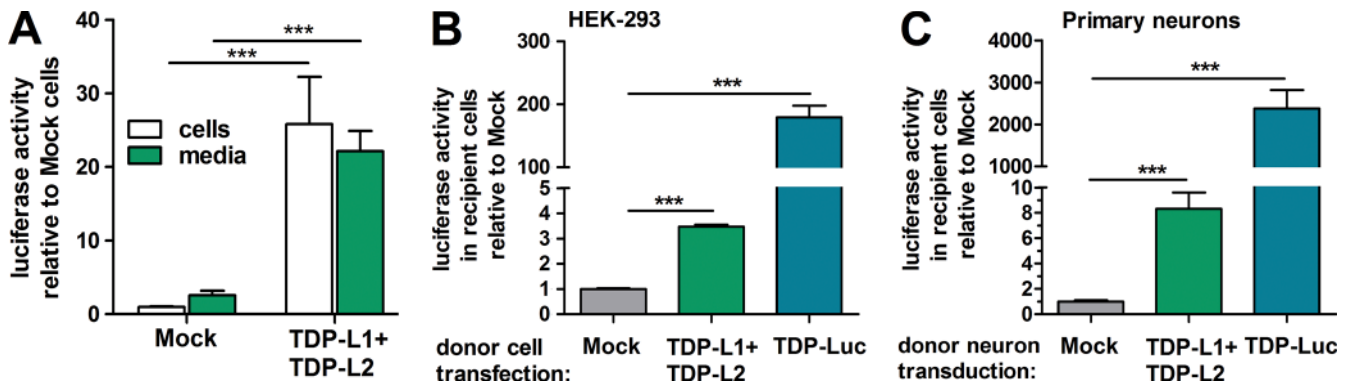 A
luciferase activity
relative to Mock cells
40
30
20
10
0
***
***
cells
media
Mock
TDP-L1+
TDP-L2
B
HEK-293
luciferase activity
in recipient cells
relative to Mock
300
200
100
5
4
3
2
1
0
***
***
donor cell
transfection:
Mock
TDP-L1+
TDP-L2
TDP-Luc
C
Primary neurons
luciferase activity
in recipient cells
relative to Mock
4000
3000
2000
1000
10
8
6
4
2
0
***
***
donor neuron
transduction:
Mock
TDP-L1+
TDP-L2
TDP-Luc